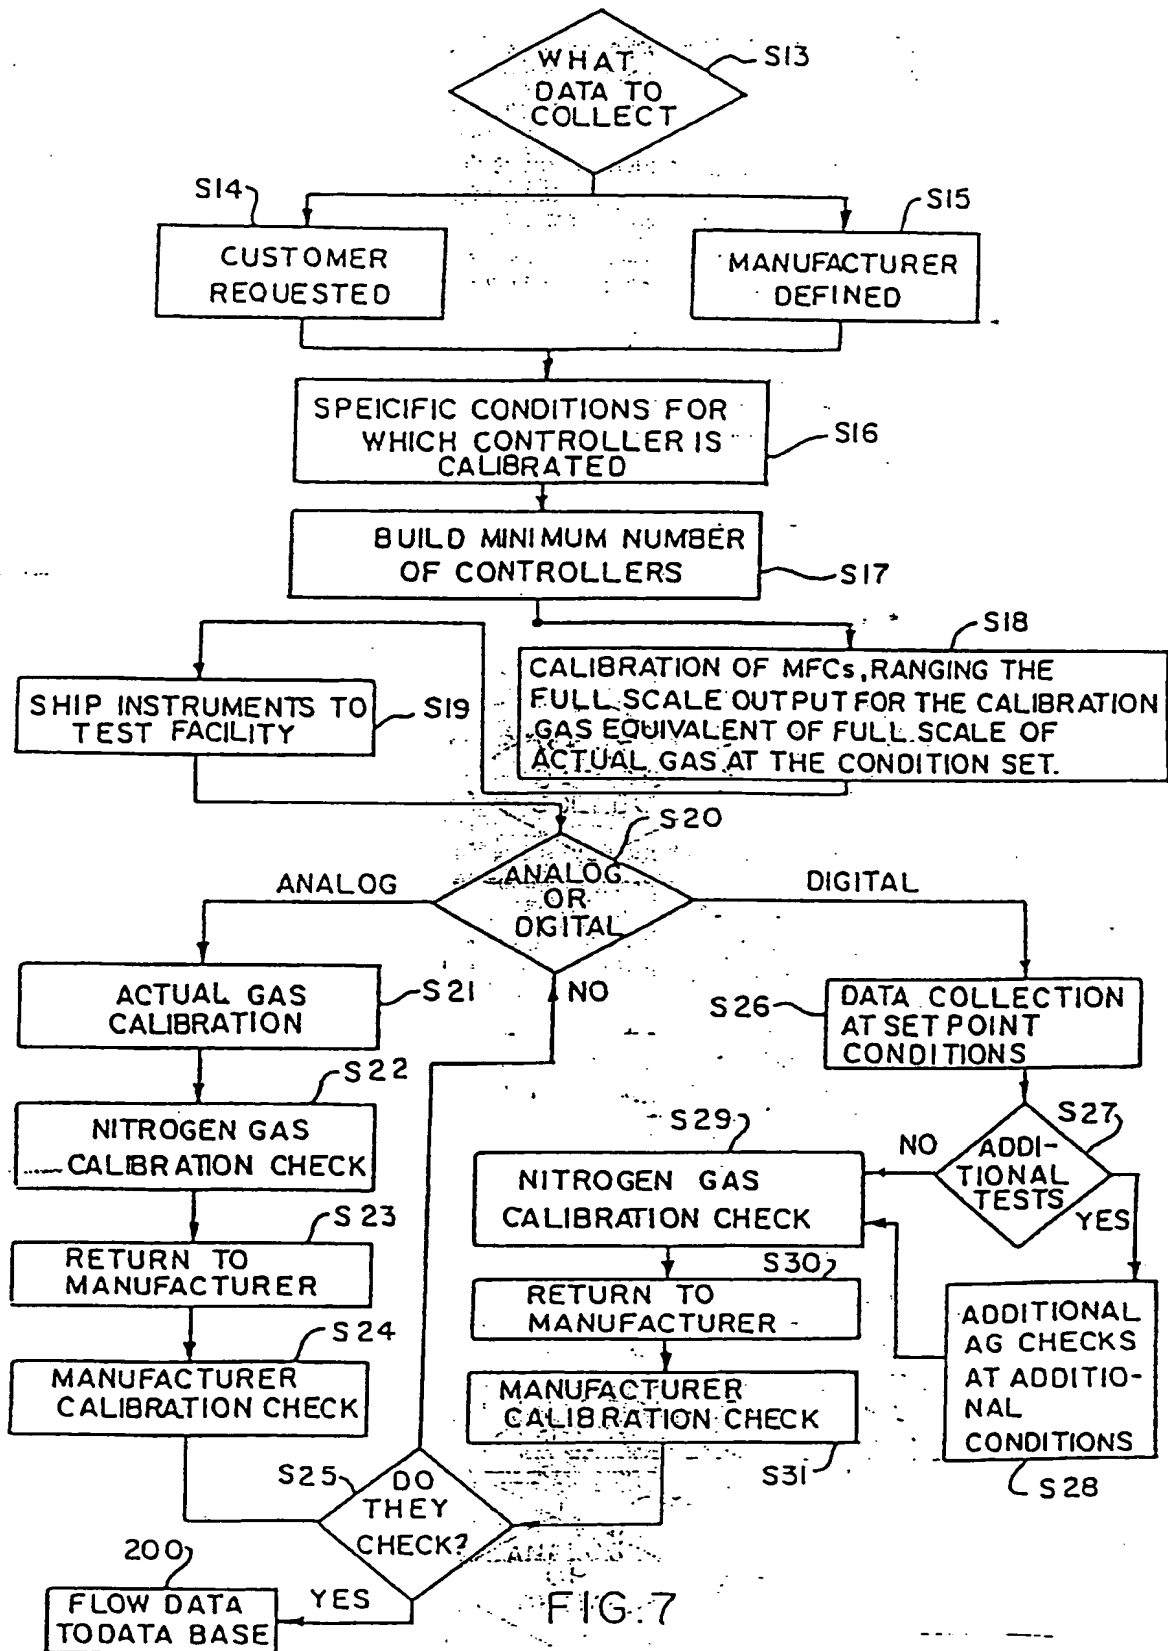 WHAT
DATA TO
COLLECT
S13
S14
CUSTOMER
REQUESTED
S15
MANUFACTURER
DEFINED
SPEICIFIC CONDITIONS FOR
WHICH CONTROLLER IS
CALIBRATED
S16
BUILD MINIMUM NUMBER
OF CONTROLLERS
S17
S18
CALIBRATION OF MFCs, RANGING THE
FULL SCALE OUTPUT FOR THE CALIBRATION
GAS EQUIVALENT OF FULL SCALE OF
ACTUAL GAS AT THE CONDITION SET.
SHIP INSTRUMENTS TO
TEST FACILITY
S19
S20
ANALOG
OR
DIGITAL
ANALOG
DIGITAL
NO
ACTUAL GAS
CALIBRATION
S21
S22
NITROGEN GAS
CALIBRATION CHECK
S23
RETURN TO
MANUFACTURER
S24
MANUFACTURER
CALIBRATION CHECK
S26
DATA COLLECTION
AT SET POINT
CONDITIONS
S27
ADDI-
TIONAL
TESTS
NO
YES
S29
NITROGEN GAS
CALIBRATION CHECK
S30
RETURN TO
MANUFACTURER
MANUFACTURER
CALIBRATION CHECK
S31
ADDITIONAL
AG CHECKS
AT ADDITIO-
NAL
CONDITIONS
S28
S25
DO
THEY
CHECK?
YES
200
FLOW DATA
TO DATA BASE
FIG. 7